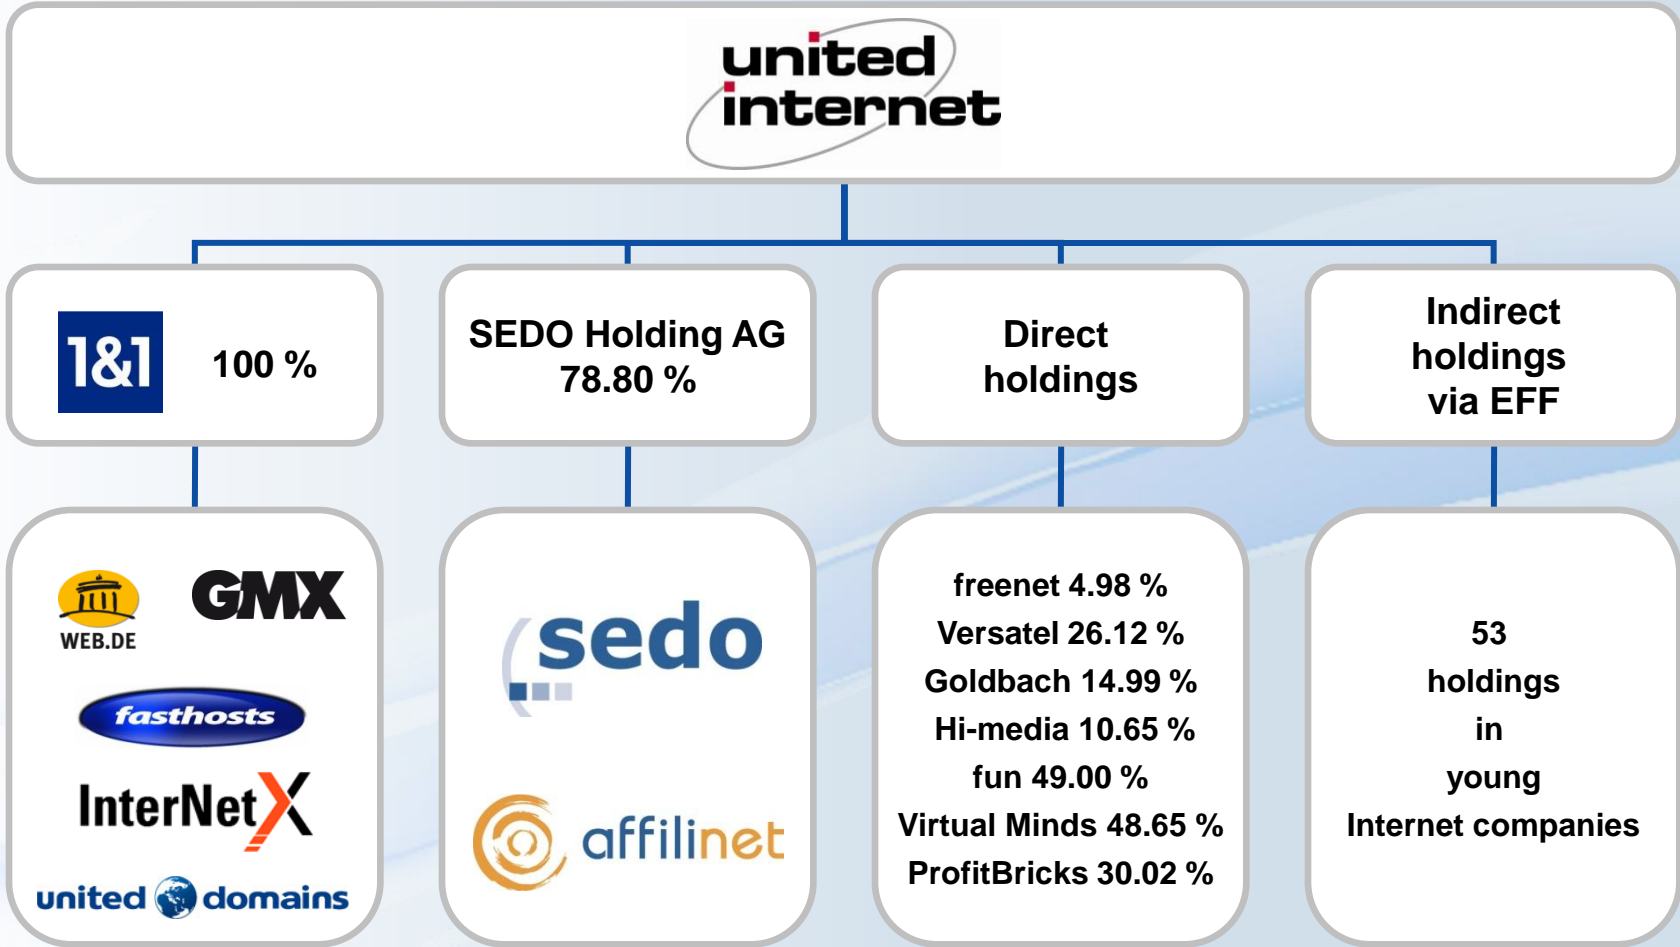 united
internet
1&1
100 %
SEDO Holding AG
78.80 %
Direct
holdings
Indirect
holdings
via EFF
WEB.DE
GMX
fasthosts
InterNetX
united domains
sedo
affilinet
freenet 4.98 %
Versatel 26.12 %
Goldbach 14.99 %
Hi-media 10.65 %
fun 49.00 %
Virtual Minds 48.65 %
ProfitBricks 30.02 %
53
holdings
in
young
Internet companies